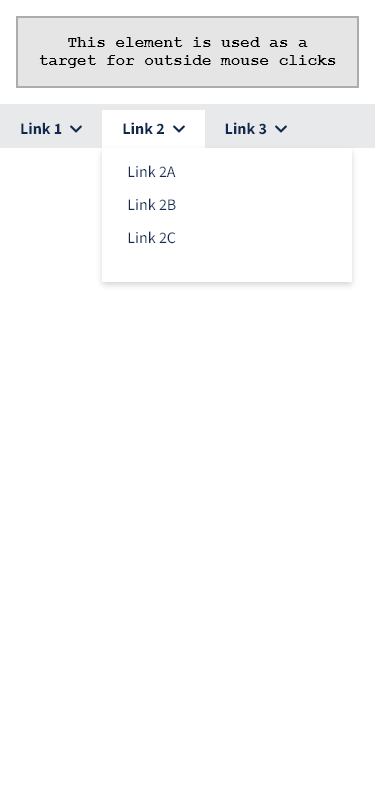 This element is used as a
target for outside mouse clicks
Link 1
Link 2
Link 3
Link 2A
Link 2B
Link 2C